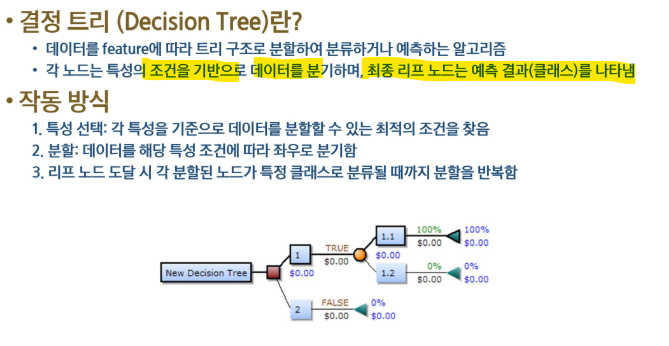 • 결정 트리 (Decision Tree)란?
• 데이터를 feature에 따라 트리 구조로 분할하여 분류하거나 예측하는 알고리즘
• 각 노드는 특성의 조건을 기반으로 데이터를 분기하며, 최종 리프 노드는 예측 결과(클래스)를 나타냄
• 작동 방식
1. 특성 선택: 각 특성을 기준으로 데이터를 분할할 수 있는 최적의 조건을 찾음
2. 분할: 데이터를 해당 특성 조건에 따라 좌우로 분기함
3. 리프 노드 도달 시 각 분할된 노드가 특정 클래스로 분류될 때까지 분할을 반복함
New Decision Tree
1
$0.00
TRUE
$0.00
1.1
$0.00
100%
$0.00
100%
$0.00
1.2
0%
$0.00
0%
$0.00
2
FALSE
$0.00
0%
$0.00